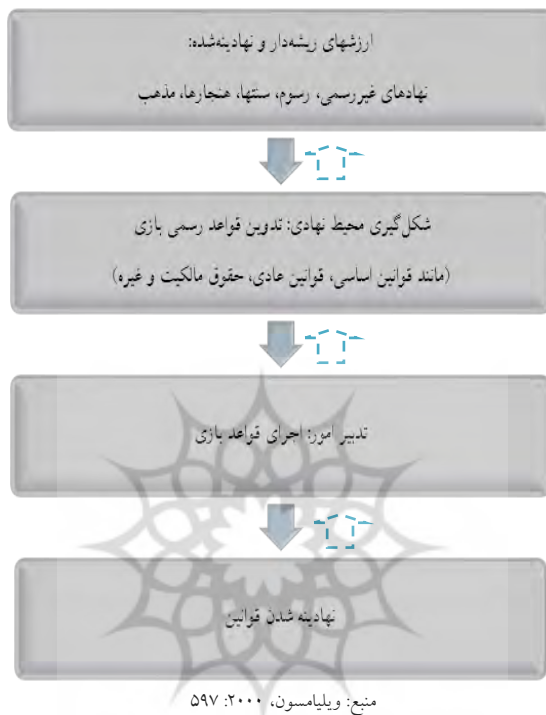 ارزشهای ریشه‌دار و نهادینه‌شده:
نهادهای غیررسمی، رسوم، سنتها، هنجارها، مذهب
شکل‌گیری محیط نهادی: تدوین قواعد رسمی بازی
(مانند قوانین اساسی، قوانین عادی، حقوق مالکیت و غیره)
تدبیر امور: اجرای قواعد بازی
نهادینه شدن قوانین
منبع: ویلیامسون، ۲۰۰۰: ۵۹۷